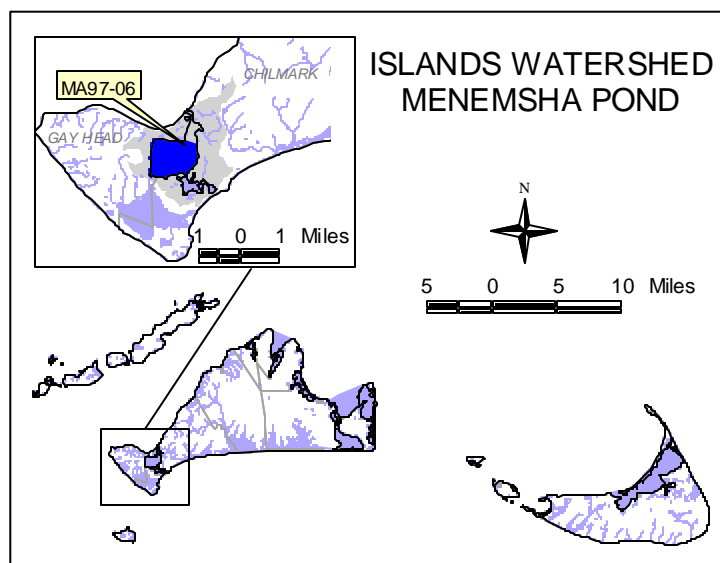 ISLANDS WATERSHED
MENEMSHA POND
MA97-06
CHILMARK
GAY HEAD
1 0 1 Miles
N
5 0 5 10 Miles